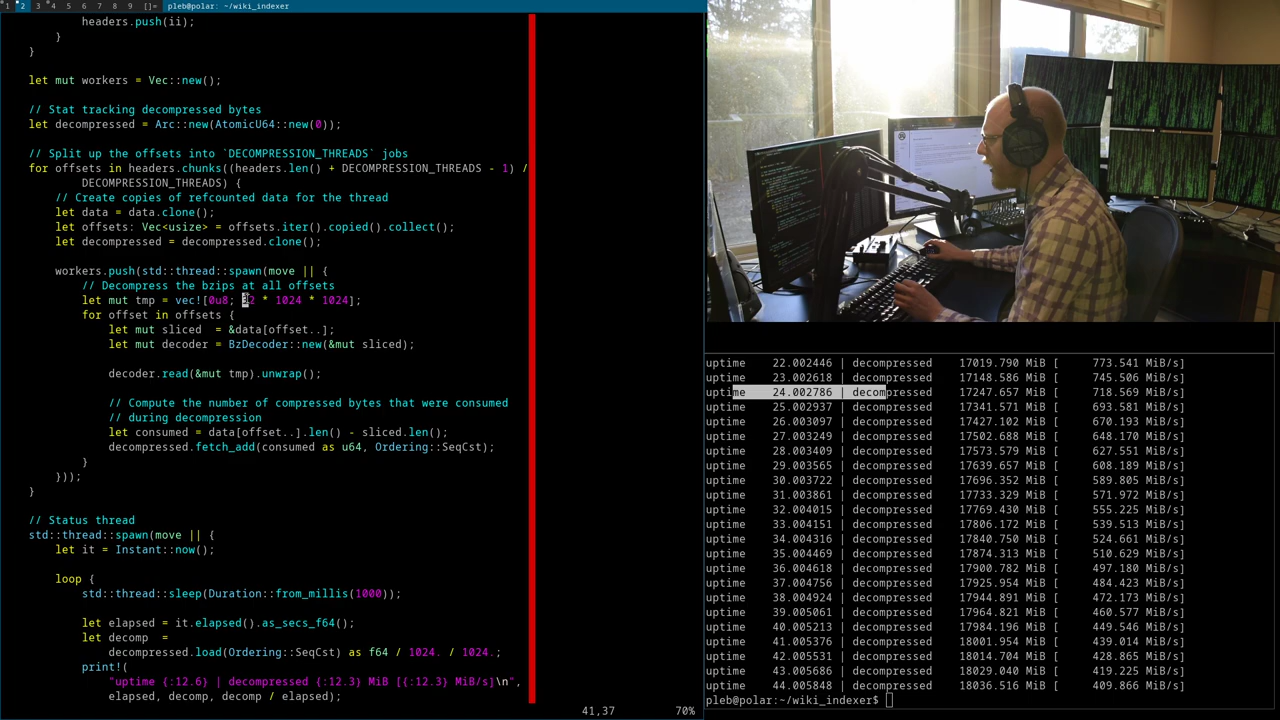 1 2 3 4 5 6 7 8 9 []= pleb@polar: ~/wiki_indexer
headers.push(ii);
}
}
let mut workers = Vec::new();
// Stat tracking decompressed bytes
let decompressed = Arc::new(AtomicU64::new(0));
// Split up the offsets into `DECOMPRESSION_THREADS` jobs
for offsets in headers.chunks((headers.len() + DECOMPRESSION_THREADS - 1) /
DECOMPRESSION_THREADS) {
// Create copies of refcounted data for the thread
let data = data.clone();
let offsets: Vec<usize> = offsets.iter().copied().collect();
let decompressed = decompressed.clone();
workers.push(std::thread::spawn(move || {
// Decompress the bzips at all offsets
let mut tmp = vec![0u8; 32 * 1024 * 1024];
for offset in offsets {
let mut sliced  = &data[offset..];
let mut decoder = BzDecoder::new(&mut sliced);
decoder.read(&mut tmp).unwrap();
// Compute the number of compressed bytes that were consumed
// during decompression
let consumed = data[offset..].len() - sliced.len();
decompressed.fetch_add(consumed as u64, Ordering::SeqCst);
}
}));
}
// Status thread
std::thread::spawn(move || {
let it = Instant::now();
loop {
std::thread::sleep(Duration::from_millis(1000));
let elapsed = it.elapsed().as_secs_f64();
let decomp  =
decompressed.load(Ordering::SeqCst) as f64 / 1024. / 1024.;
print!(
"uptime {:12.6} | decompressed {:12.3} MiB [{:12.3} MiB/s]\n",
elapsed, decomp, decomp / elapsed);
41,37 70%
uptime 22.002446 | decompressed 17019.790 MiB [ 773.541 MiB/s]
uptime 23.002618 | decompressed 17148.586 MiB [ 745.506 MiB/s]
uptime 24.002786 | decompressed 17247.657 MiB [ 718.569 MiB/s]
uptime 25.002937 | decompressed 17341.571 MiB [ 693.581 MiB/s]
uptime 26.003097 | decompressed 17427.102 MiB [ 670.193 MiB/s]
uptime 27.003249 | decompressed 17502.688 MiB [ 648.170 MiB/s]
uptime 28.003409 | decompressed 17573.579 MiB [ 627.551 MiB/s]
uptime 29.003565 | decompressed 17639.657 MiB [ 608.189 MiB/s]
uptime 30.003722 | decompressed 17696.352 MiB [ 589.805 MiB/s]
uptime 31.003861 | decompressed 17733.329 MiB [ 571.972 MiB/s]
uptime 32.004015 | decompressed 17769.430 MiB [ 555.225 MiB/s]
uptime 33.004151 | decompressed 17806.172 MiB [ 539.513 MiB/s]
uptime 34.004316 | decompressed 17840.750 MiB [ 524.661 MiB/s]
uptime 35.004469 | decompressed 17874.313 MiB [ 510.629 MiB/s]
uptime 36.004618 | decompressed 17900.782 MiB [ 497.180 MiB/s]
uptime 37.004756 | decompressed 17925.954 MiB [ 484.423 MiB/s]
uptime 38.004924 | decompressed 17944.891 MiB [ 472.173 MiB/s]
uptime 39.005061 | decompressed 17964.821 MiB [ 460.577 MiB/s]
uptime 40.005213 | decompressed 17984.196 MiB [ 449.546 MiB/s]
uptime 41.005376 | decompressed 18001.954 MiB [ 439.014 MiB/s]
uptime 42.005531 | decompressed 18014.704 MiB [ 428.865 MiB/s]
uptime 43.005686 | decompressed 18029.040 MiB [ 419.225 MiB/s]
uptime 44.005848 | decompressed 18036.516 MiB [ 409.866 MiB/s]
pleb@polar:~/wiki_indexer$